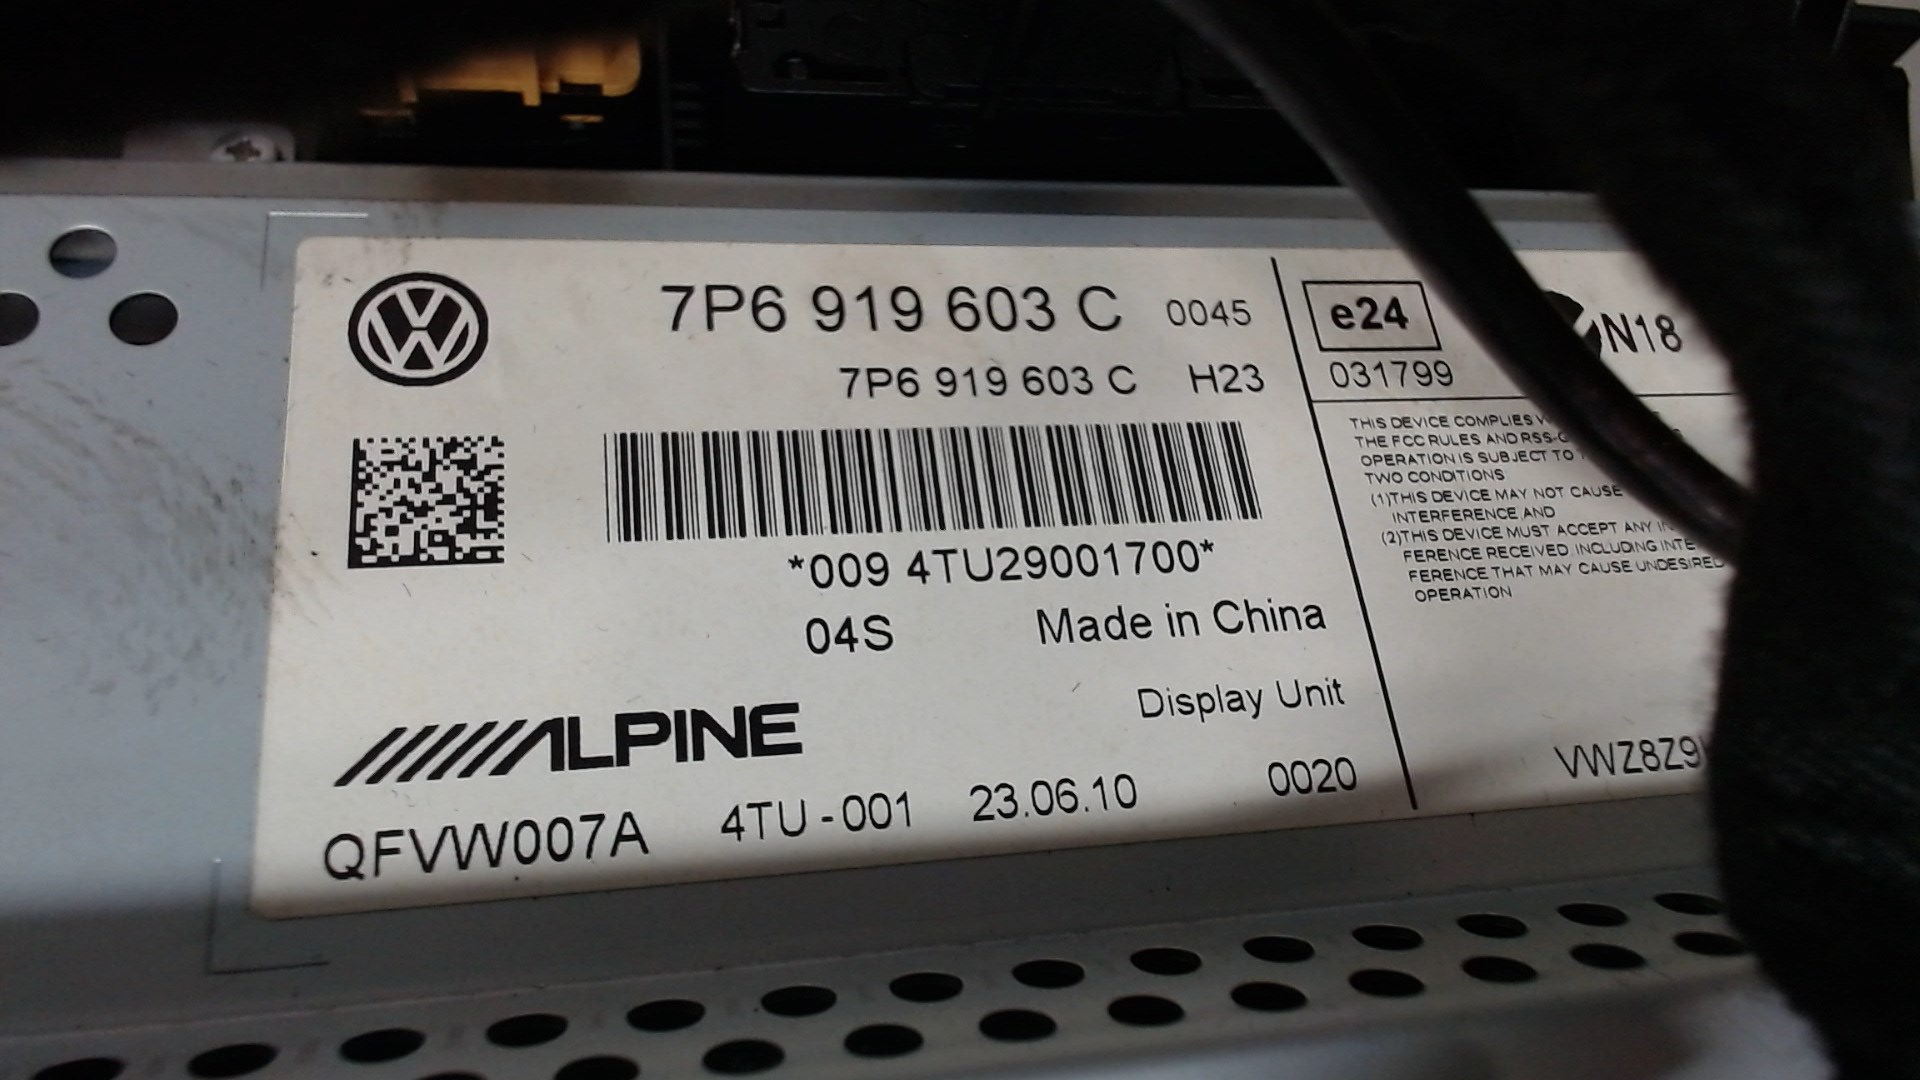 7P6 919 603 C 0045
7P6 919 603 C H23
*009 4TU29001700*
04S Made in China
Display Unit
ALPINE
QFVW007A 4TU-001 23.06.10 0020
e24
N18
031799
THIS DEVICE COMPLIES
THE FCC RULES AND
OPERATION IS SUBJECT TO
TWO CONDITIONS
(1)THIS DEVICE MAY NOT CAUSE
INTERFERENCE, AND
(2)THIS DEVICE MUST ACCEPT ANY
FERENCE RECEIVED, INCLUDING INTE
FERENCE THAT MAY CAUSE UNDESIRED
OPERATION
VWZ8Z9